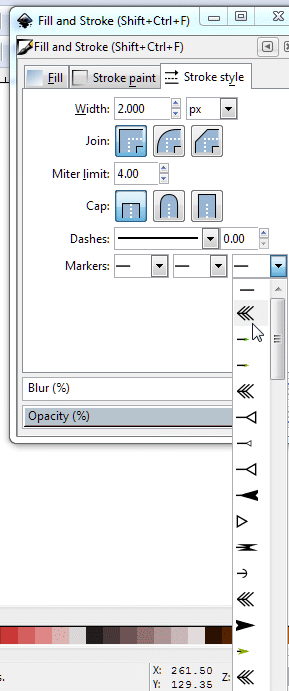 Fill and Stroke (Shift+Ctrl+F)
Fill and Stroke (Shift+Ctrl+F)
Fill Stroke paint Stroke style
Width: 2.000 px
Join:
Miter limit: 4.00
Cap:
Dashes: 0.00
Markers:
Blur (%)
Opacity (%)
s. X: 261.50 Z:
Y: 129.35